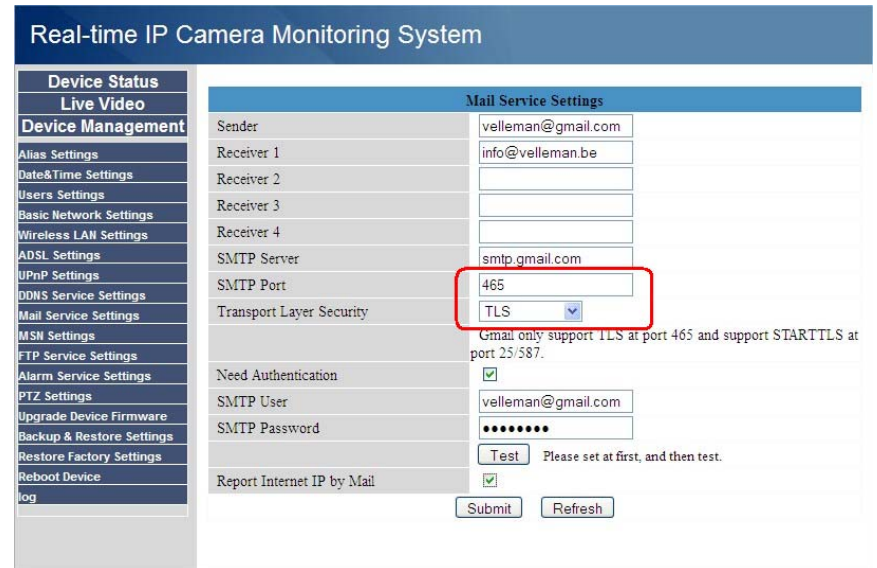 Real-time IP Camera Monitoring System
Device Status
Live Video
Device Management
Alias Settings
Date&Time Settings
Users Settings
Basic Network Settings
Wireless LAN Settings
ADSL Settings
UPnP Settings
DDNS Service Settings
Mail Service Settings
MSN Settings
FTP Service Settings
Alarm Service Settings
PTZ Settings
Upgrade Device Firmware
Backup & Restore Settings
Restore Factory Settings
Reboot Device
log
Mail Service Settings
Sender velleman@gmail.com
Receiver 1 info@velleman.be
Receiver 2
Receiver 3
Receiver 4
SMTP Server smtp.gmail.com
SMTP Port 465
Transport Layer Security TLS
Gmail only support TLS at port 465 and support STARTTLS at
port 25/587.
Need Authentication
SMTP User velleman@gmail.com
SMTP Password ••••••••
Test Please set at first, and then test.
Report Internet IP by Mail
Submit Refresh